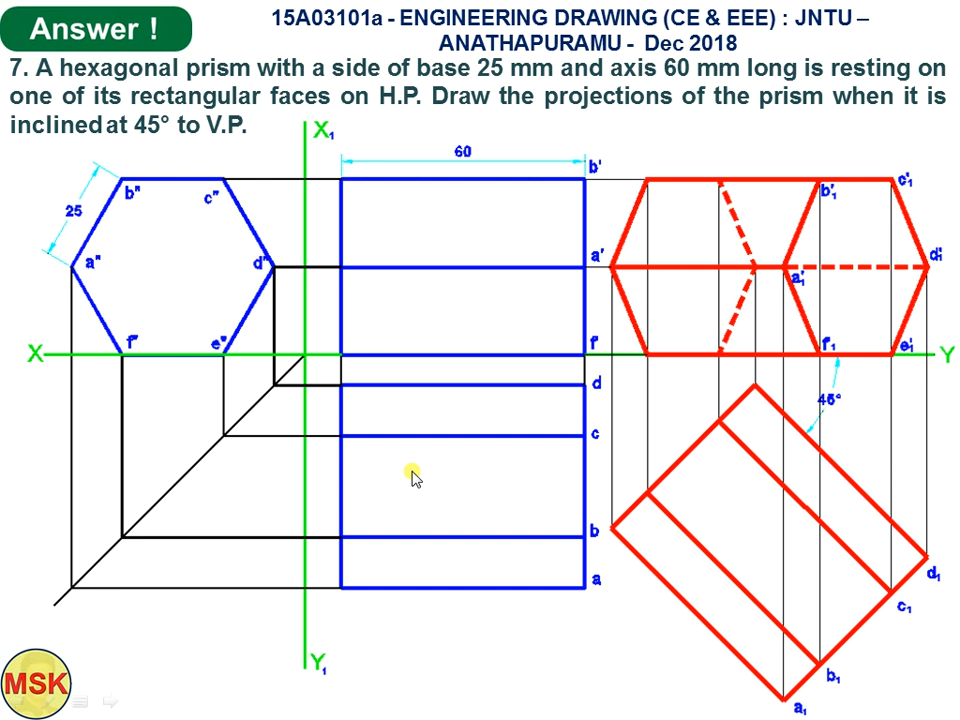 Answer !
15A03101a - ENGINEERING DRAWING (CE & EEE) : JNTU –
ANATHAPURAMU - Dec 2018
7. A hexagonal prism with a side of base 25 mm and axis 60 mm long is resting on
one of its rectangular faces on H.P. Draw the projections of the prism when it is
inclined at 45° to V.P.
X1
60
b'
c'1
b"
c"
b'1
25
a"
d"
a'
a'1
d'1
f"
e"
f'
f'1
e'1
X
Y
d
45°
c
b
a
d1
c1
b1
a1
Y1
MSK